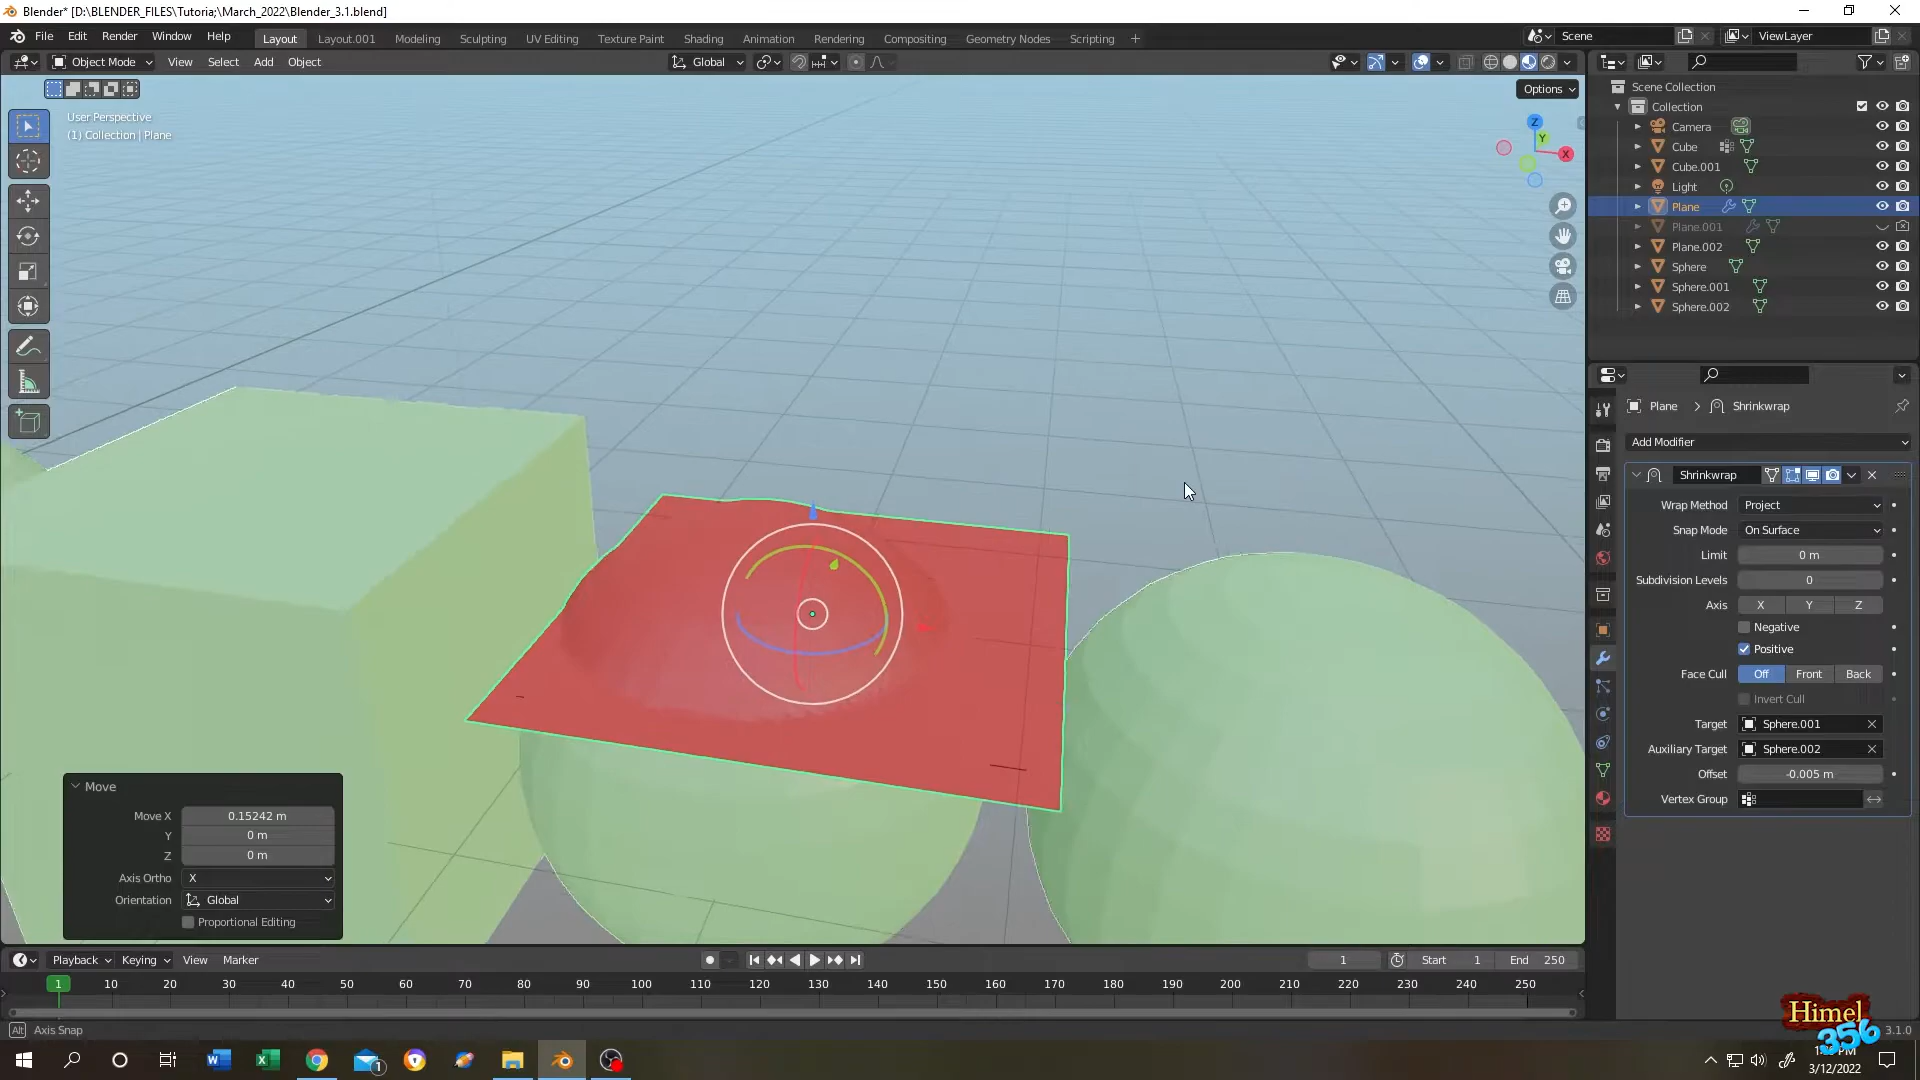 Blender* [D:\BLENDER_FILES\Tutoria;\March_2022\Blender_3.1.blend]
File Edit Render Window Help Layout Layout.001 Modeling Sculpting UV Editing Texture Paint Shading Animation Rendering Compositing Geometry Nodes Scripting + Scene ViewLayer
Object Mode View Select Add Object Global
Options
User Perspective
(1) Collection | Plane
Z
Y
X
Scene Collection
Collection
Camera
Cube
Cube.001
Light
Plane
Plane.001
Plane.002
Sphere
Sphere.001
Sphere.002
Plane > Shrinkwrap
Add Modifier
Shrinkwrap
Wrap Method Project
Snap Mode On Surface
Limit 0 m
Subdivision Levels 0
Axis X Y Z
Negative
Positive
Face Cull Off Front Back
Invert Cull
Target Sphere.001
Auxiliary Target Sphere.002
Offset -0.005 m
Vertex Group
Move
Move X 0.15242 m
Y 0 m
Z 0 m
Axis Ortho X
Orientation Global
Proportional Editing
Playback Keying View Marker 1 Start 1 End 250
1 10 20 30 40 50 60 70 80 90 100 110 120 130 140 150 160 170 180 190 200 210 220 230 240 250
Alt Axis Snap
3.1.0
Himel
356
PM
3/12/2022